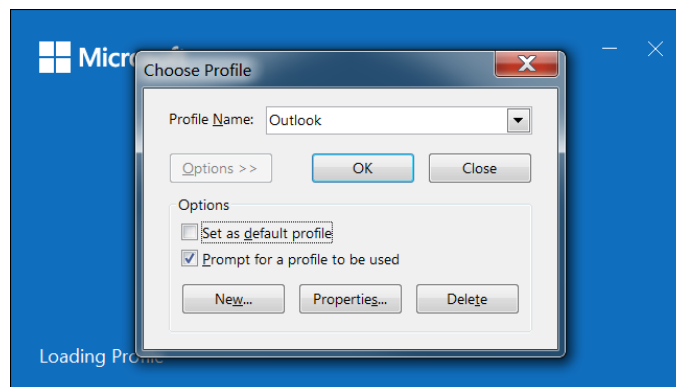 Micr
Choose Profile
Profile Name: Outlook
Options >> OK Close
Options
Set as default profile
Prompt for a profile to be used
New... Properties... Delete
Loading Profile